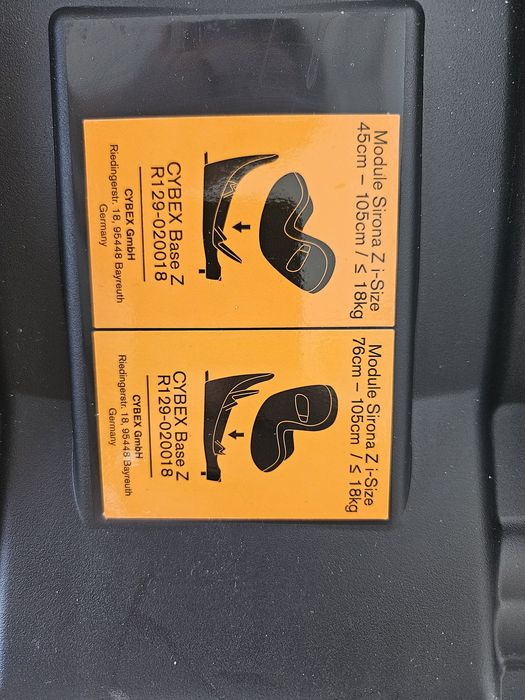 Module Sirona Z i-Size
45cm – 105cm / ≤ 18kg
CYBEX Base Z
R129-020018
CYBEX GmbH
Riedingerstr. 18, 95448 Bayreuth
Germany
Module Sirona Z i-Size
76cm – 105cm / ≤ 18kg
CYBEX Base Z
R129-020018
CYBEX GmbH
Riedingerstr. 18, 95448 Bayreuth
Germany